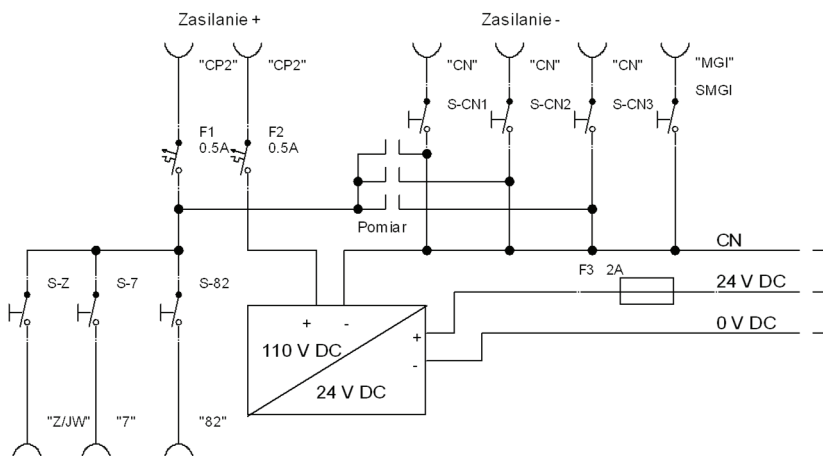 Zasilanie + Zasilanie -
"CP2" "CP2" "CN" "CN" "CN" "MGI"
S-CN1 S-CN2 S-CN3 SMGI
F1 0.5A F2 0.5A
Pomiar
CN
F3 2A 24 V DC
S-Z S-7 S-82
0 V DC
+ - +
110 V DC -
24 V DC
"Z/JW" "7" "82"